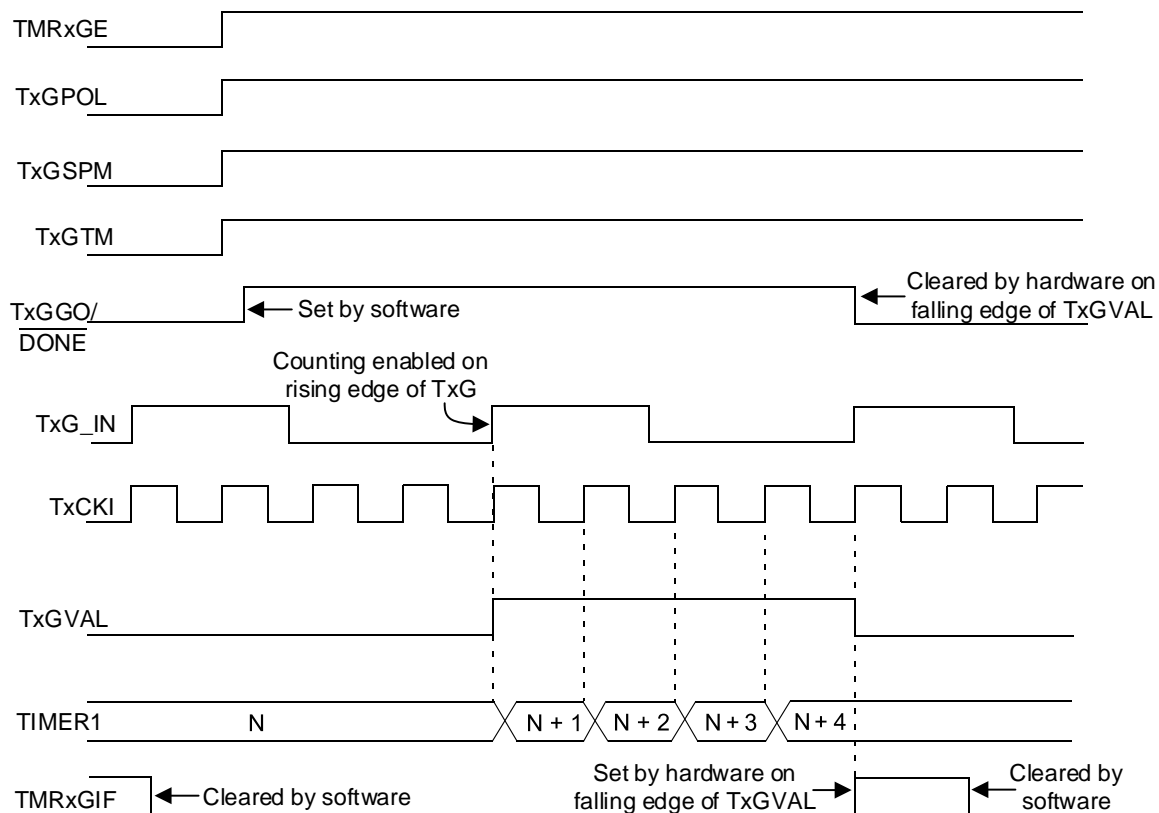 TMRxGE
TxGPOL
TxGSPM
TxGTM
TxGGO/
DONE
Set by software
Cleared by hardware on
falling edge of TxGVAL
Counting enabled on
rising edge of TxG
TxG_IN
TxCKI
TxGVAL
TIMER1
N
N + 1
N + 2
N + 3
N + 4
TMRxGIF
Cleared by software
Set by hardware on
falling edge of TxGVAL
Cleared by
software